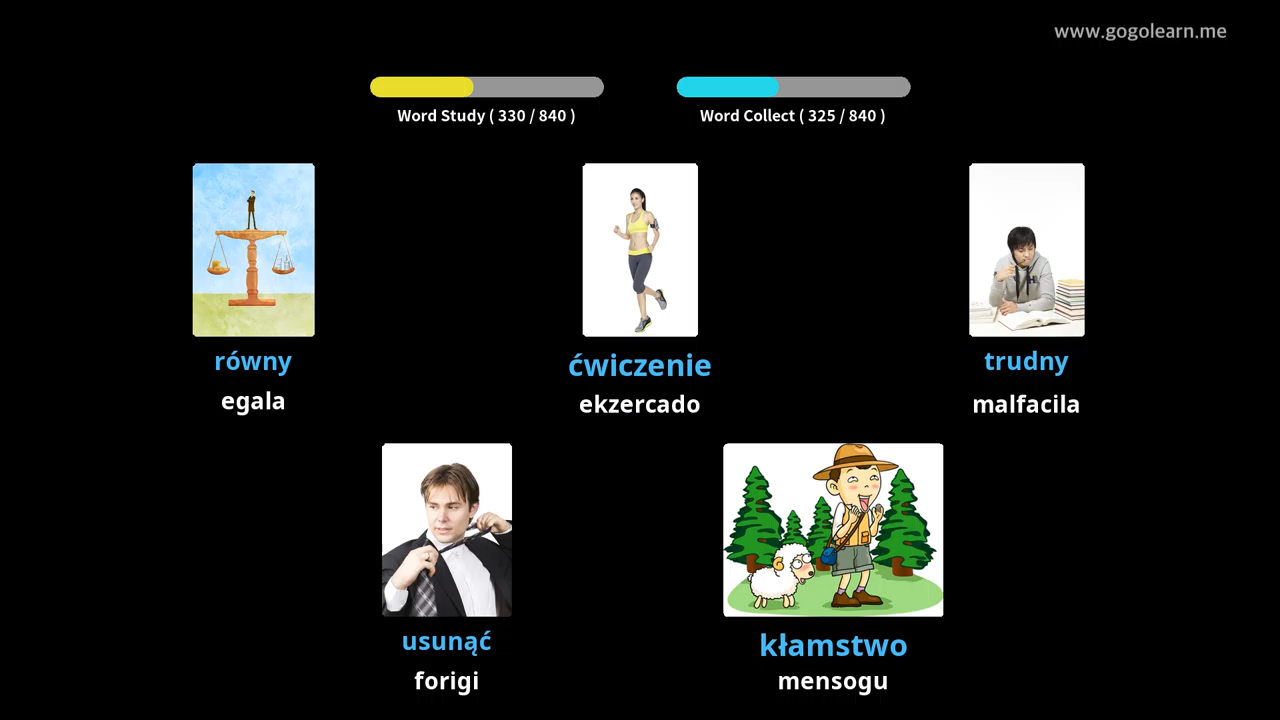 www.gogolearn.me
Word Study ( 330 / 840 )
Word Collect ( 325 / 840 )
równy
egala
ćwiczenie
ekzercado
trudny
malfacila
usunąć
forigi
kłamstwo
mensogu